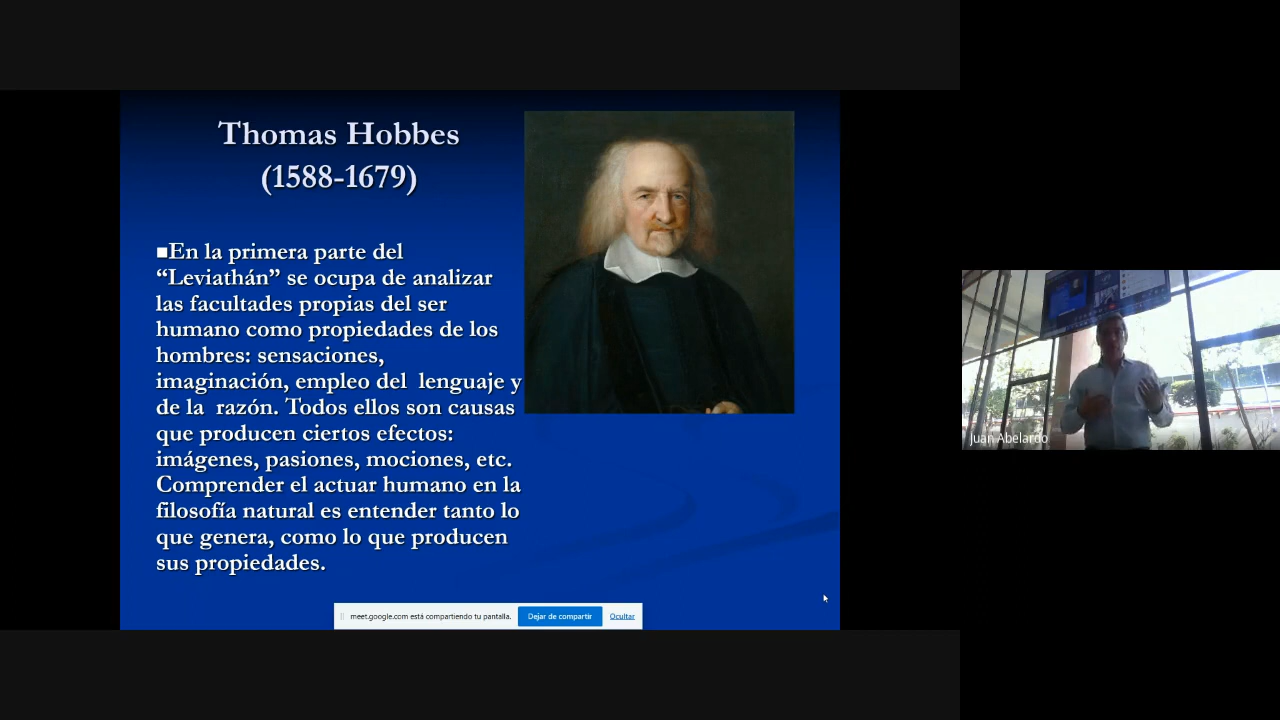 Thomas Hobbes
(1588-1679)
■En la primera parte del
“Leviathán” se ocupa de analizar
las facultades propias del ser
humano como propiedades de los
hombres: sensaciones,
imaginación, empleo del lenguaje y
de la razón. Todos ellos son causas
que producen ciertos efectos:
imágenes, pasiones, mociones, etc.
Comprender el actuar humano en la
filosofía natural es entender tanto lo
que genera, como lo que producen
sus propiedades.
meet.google.com está compartiendo tu pantalla.
Dejar de compartir
Ocultar
Juan Abelardo